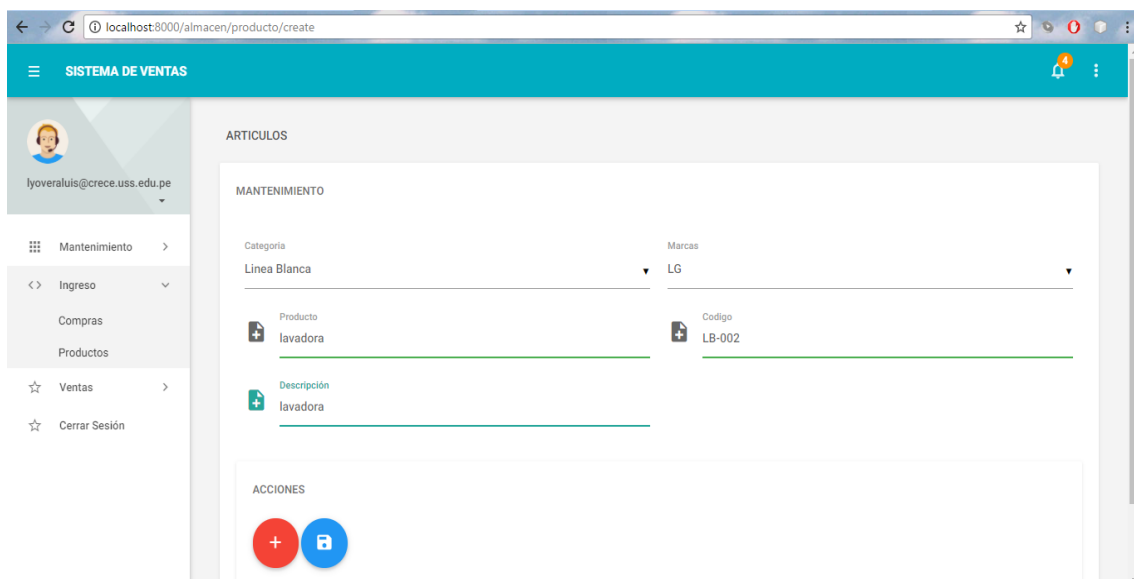 localhost:8000/almacen/producto/create
SISTEMA DE VENTAS
4
lyoveraluis@crece.uss.edu.pe
Mantenimiento
Ingreso
Compras
Productos
Ventas
Cerrar Sesión
ARTICULOS
MANTENIMIENTO
Categoria
Linea Blanca
Marcas
LG
Producto
lavadora
Codigo
LB-002
Descripción
lavadora
ACCIONES